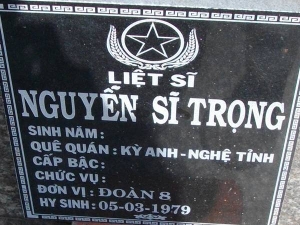 LIỆT SĨ
NGUYỄN SĨ TRỌNG
SINH NĂM :
QUÊ QUÁN : KỲ ANH - NGHỆ TĨNH
CẤP BẬC :
CHỨC VỤ :
ĐƠN VỊ : ĐOÀN 8
HY SINH : 05-03-1979